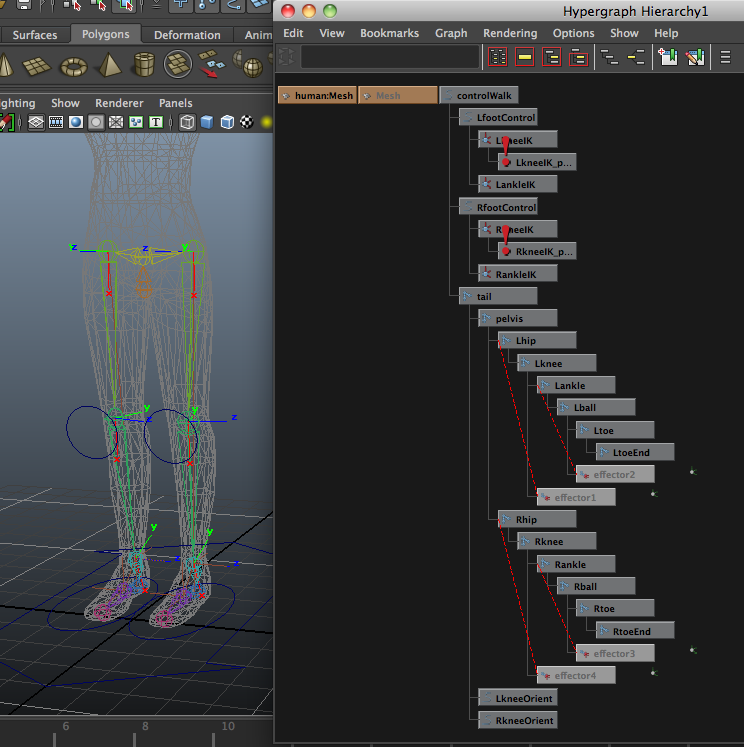 Hypergraph Hierarchy1
Surfaces Polygons Deformation Anim
Edit View Bookmarks Graph Rendering Options Show Help
ighting Show Renderer Panels
human:Mesh Mesh controlWalk
LfootControl
LkneeIK
LkneeIK_p...
LankleIK
RfootControl
RkneeIK
RkneeIK_p...
RankleIK
tail
pelvis
Lhip
Lknee
Lankle
Lball
Ltoe
LtoeEnd
effector2
effector1
Rhip
Rknee
Rankle
Rball
Rtoe
RtoeEnd
effector3
effector4
LkneeOrient
RkneeOrient
z z y
x x
y y z
x x
y y
z z
6 8 10